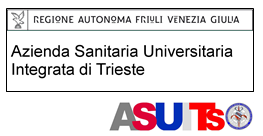 REGIONE AUTONOMA FRIULI VENEZIA GIULIA
Azienda Sanitaria Universitaria
Integrata di Trieste
ASUITs